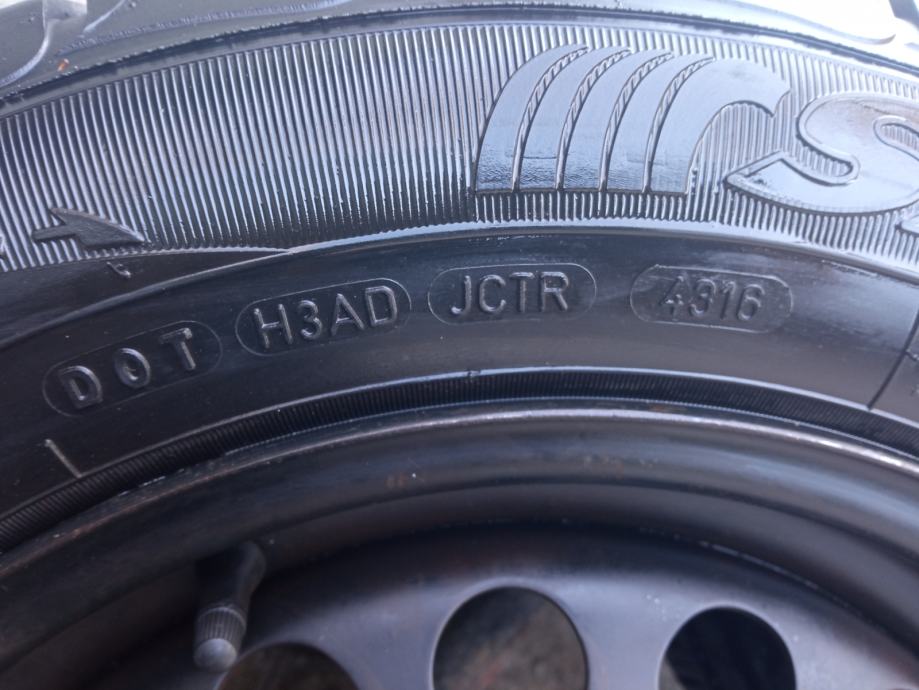 S
DOT H3AD JCTR 4316